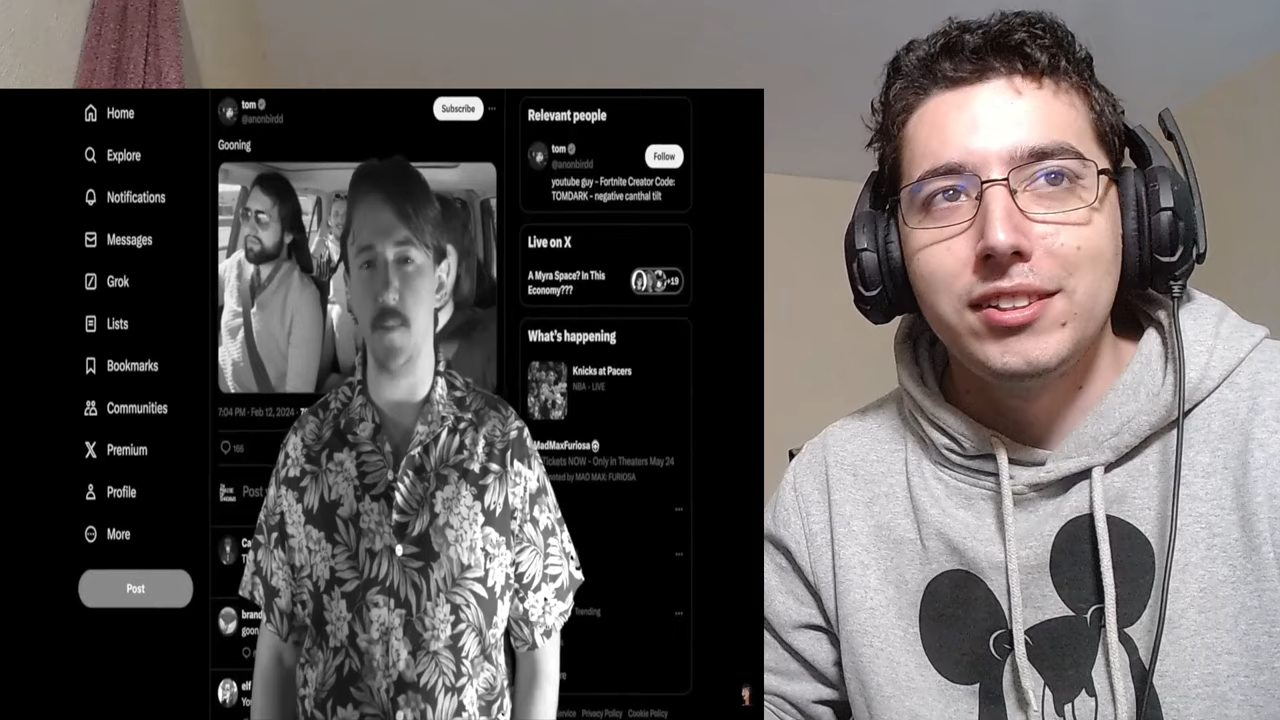 Home
Explore
Notifications
Messages
Grok
Lists
Bookmarks
Communities
Premium
Profile
More
Post
tom
@anonbirdd
Subscribe
Gooning
7:04 PM · Feb 12, 2024 ·
Post
Relevant people
tom
@anonbirdd
Follow
youtube guy - Fortnite Creator Code:
TOMDARK - negative canthal tilt
Live on X
A Myra Space? In This
Economy???
+19
What's happening
Knicks at Pacers
NBA · LIVE
MadMaxFuriosa
Tickets NOW - Only in Theaters May 24
MAD MAX: FURIOSA
Trending
Privacy Policy
Cookie Policy